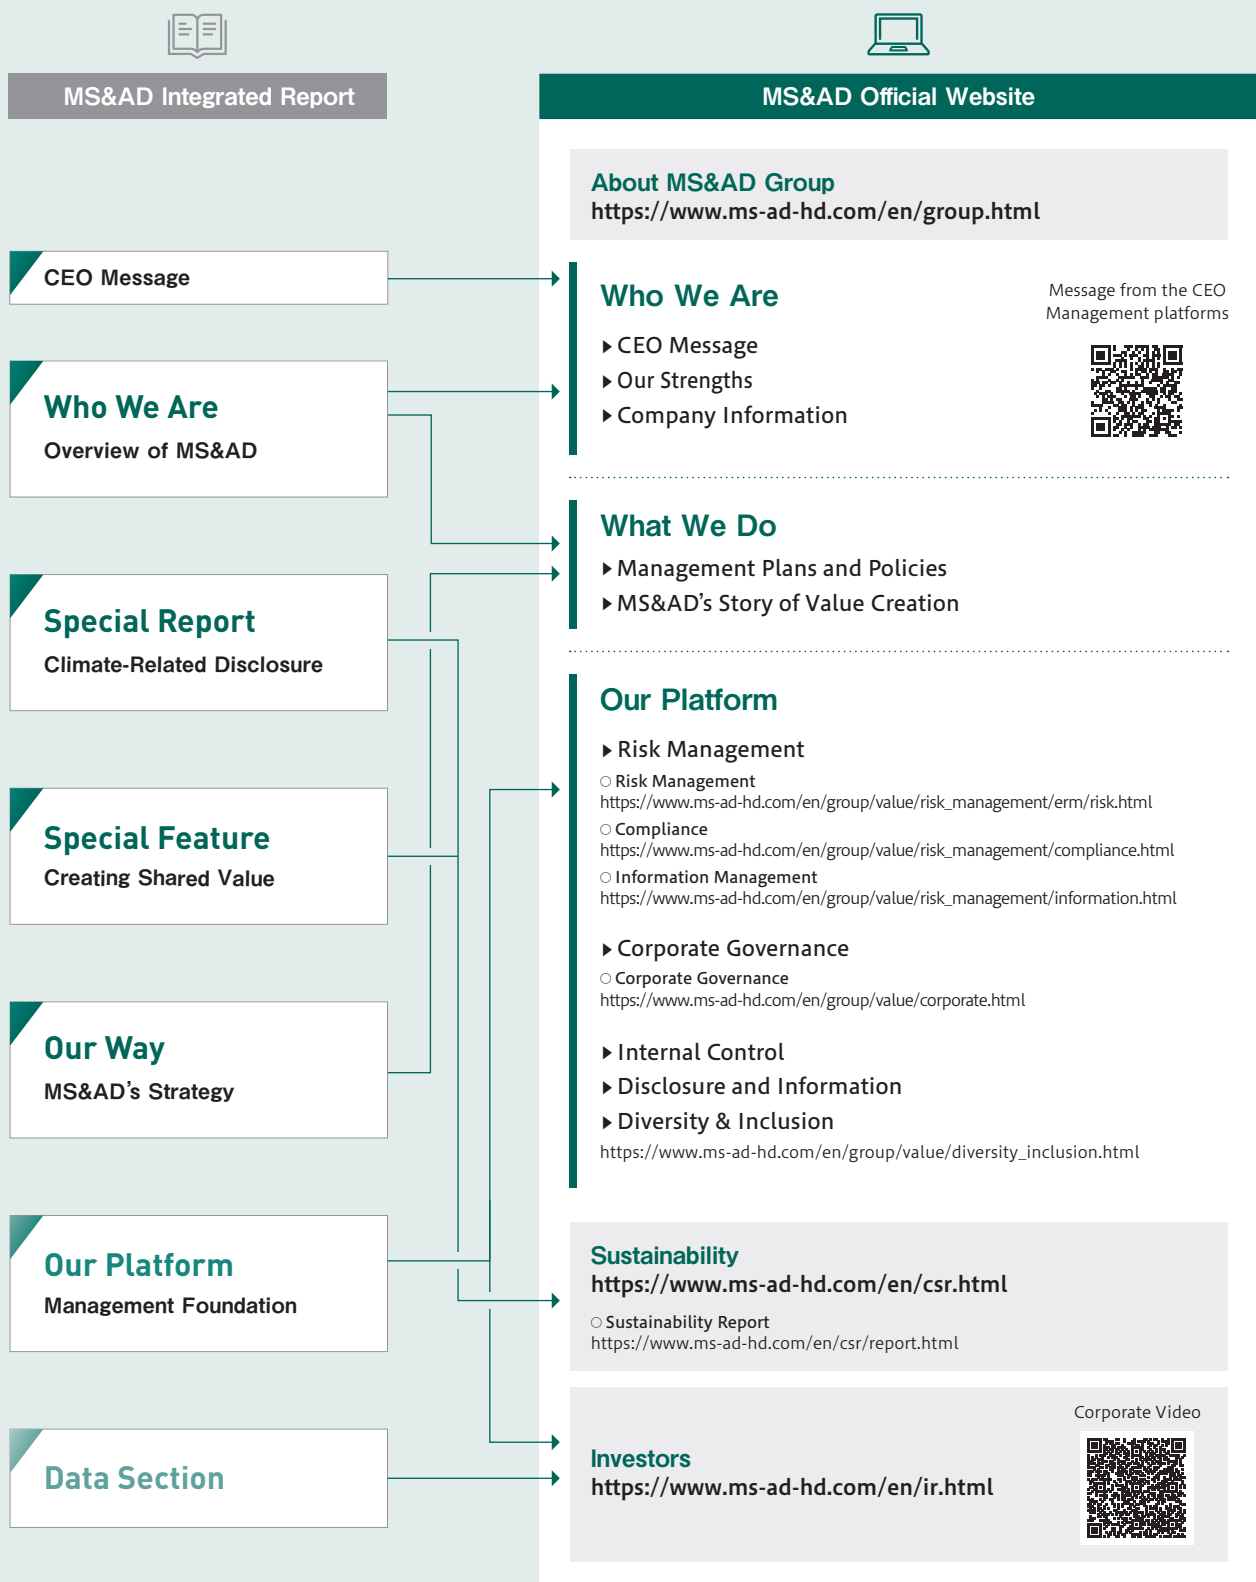 MS&AD Integrated Report
CEO Message
Who We Are
Overview of MS&AD
Special Report
Climate-Related Disclosure
Special Feature
Creating Shared Value
Our Way
MS&AD's Strategy
Our Platform
Management Foundation
Data Section
MS&AD Official Website
About MS&AD Group
https://www.ms-ad-hd.com/en/group.html
Who We Are
CEO Message
Our Strengths
Company Information
Message from the CEO
Management platforms
What We Do
Management Plans and Policies
MS&AD's Story of Value Creation
Our Platform
Risk Management
○ Risk Management
https://www.ms-ad-hd.com/en/group/value/risk_management/erm/risk.html
○ Compliance
https://www.ms-ad-hd.com/en/group/value/risk_management/compliance.html
○ Information Management
https://www.ms-ad-hd.com/en/group/value/risk_management/information.html
Corporate Governance
○ Corporate Governance
https://www.ms-ad-hd.com/en/group/value/corporate.html
Internal Control
Disclosure and Information
Diversity & Inclusion
https://www.ms-ad-hd.com/en/group/value/diversity_inclusion.html
Sustainability
https://www.ms-ad-hd.com/en/csr.html
○ Sustainability Report
https://www.ms-ad-hd.com/en/csr/report.html
Investors
https://www.ms-ad-hd.com/en/ir.html
Corporate Video